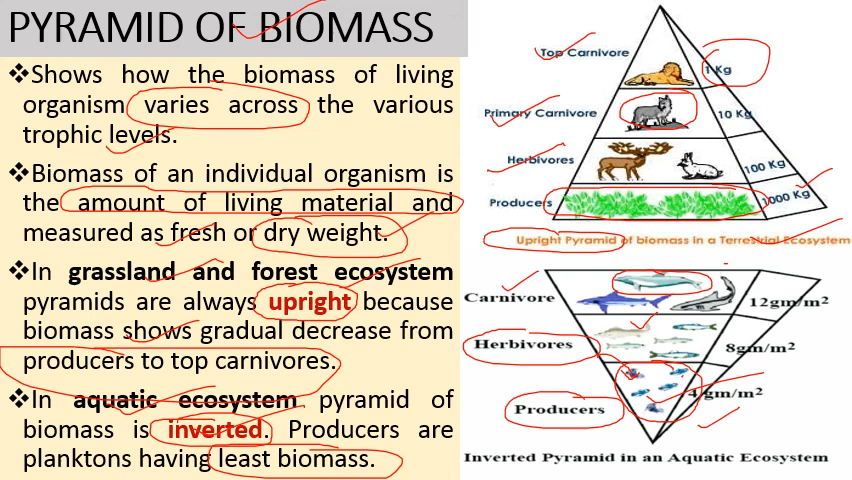 PYRAMID OF BIOMASS
❖Shows how the biomass of living
organism varies across the various
trophic levels.
❖Biomass of an individual organism is
the amount of living material and
measured as fresh or dry weight.
❖In grassland and forest ecosystem
pyramids are always upright because
biomass shows gradual decrease from
producers to top carnivores.
❖In aquatic ecosystem pyramid of
biomass is inverted. Producers are
planktons having least biomass.
Top Carnivore
1 Kg
Primary Carnivore
10 Kg
Herbivores
100 Kg
Producers
1000 Kg
Upright Pyramid of biomass in a Terrestrial Ecosystem
Carnivore
12gm/m²
Herbivores
8gm/m²
Producers
4 gm/m²
Inverted Pyramid in an Aquatic Ecosystem